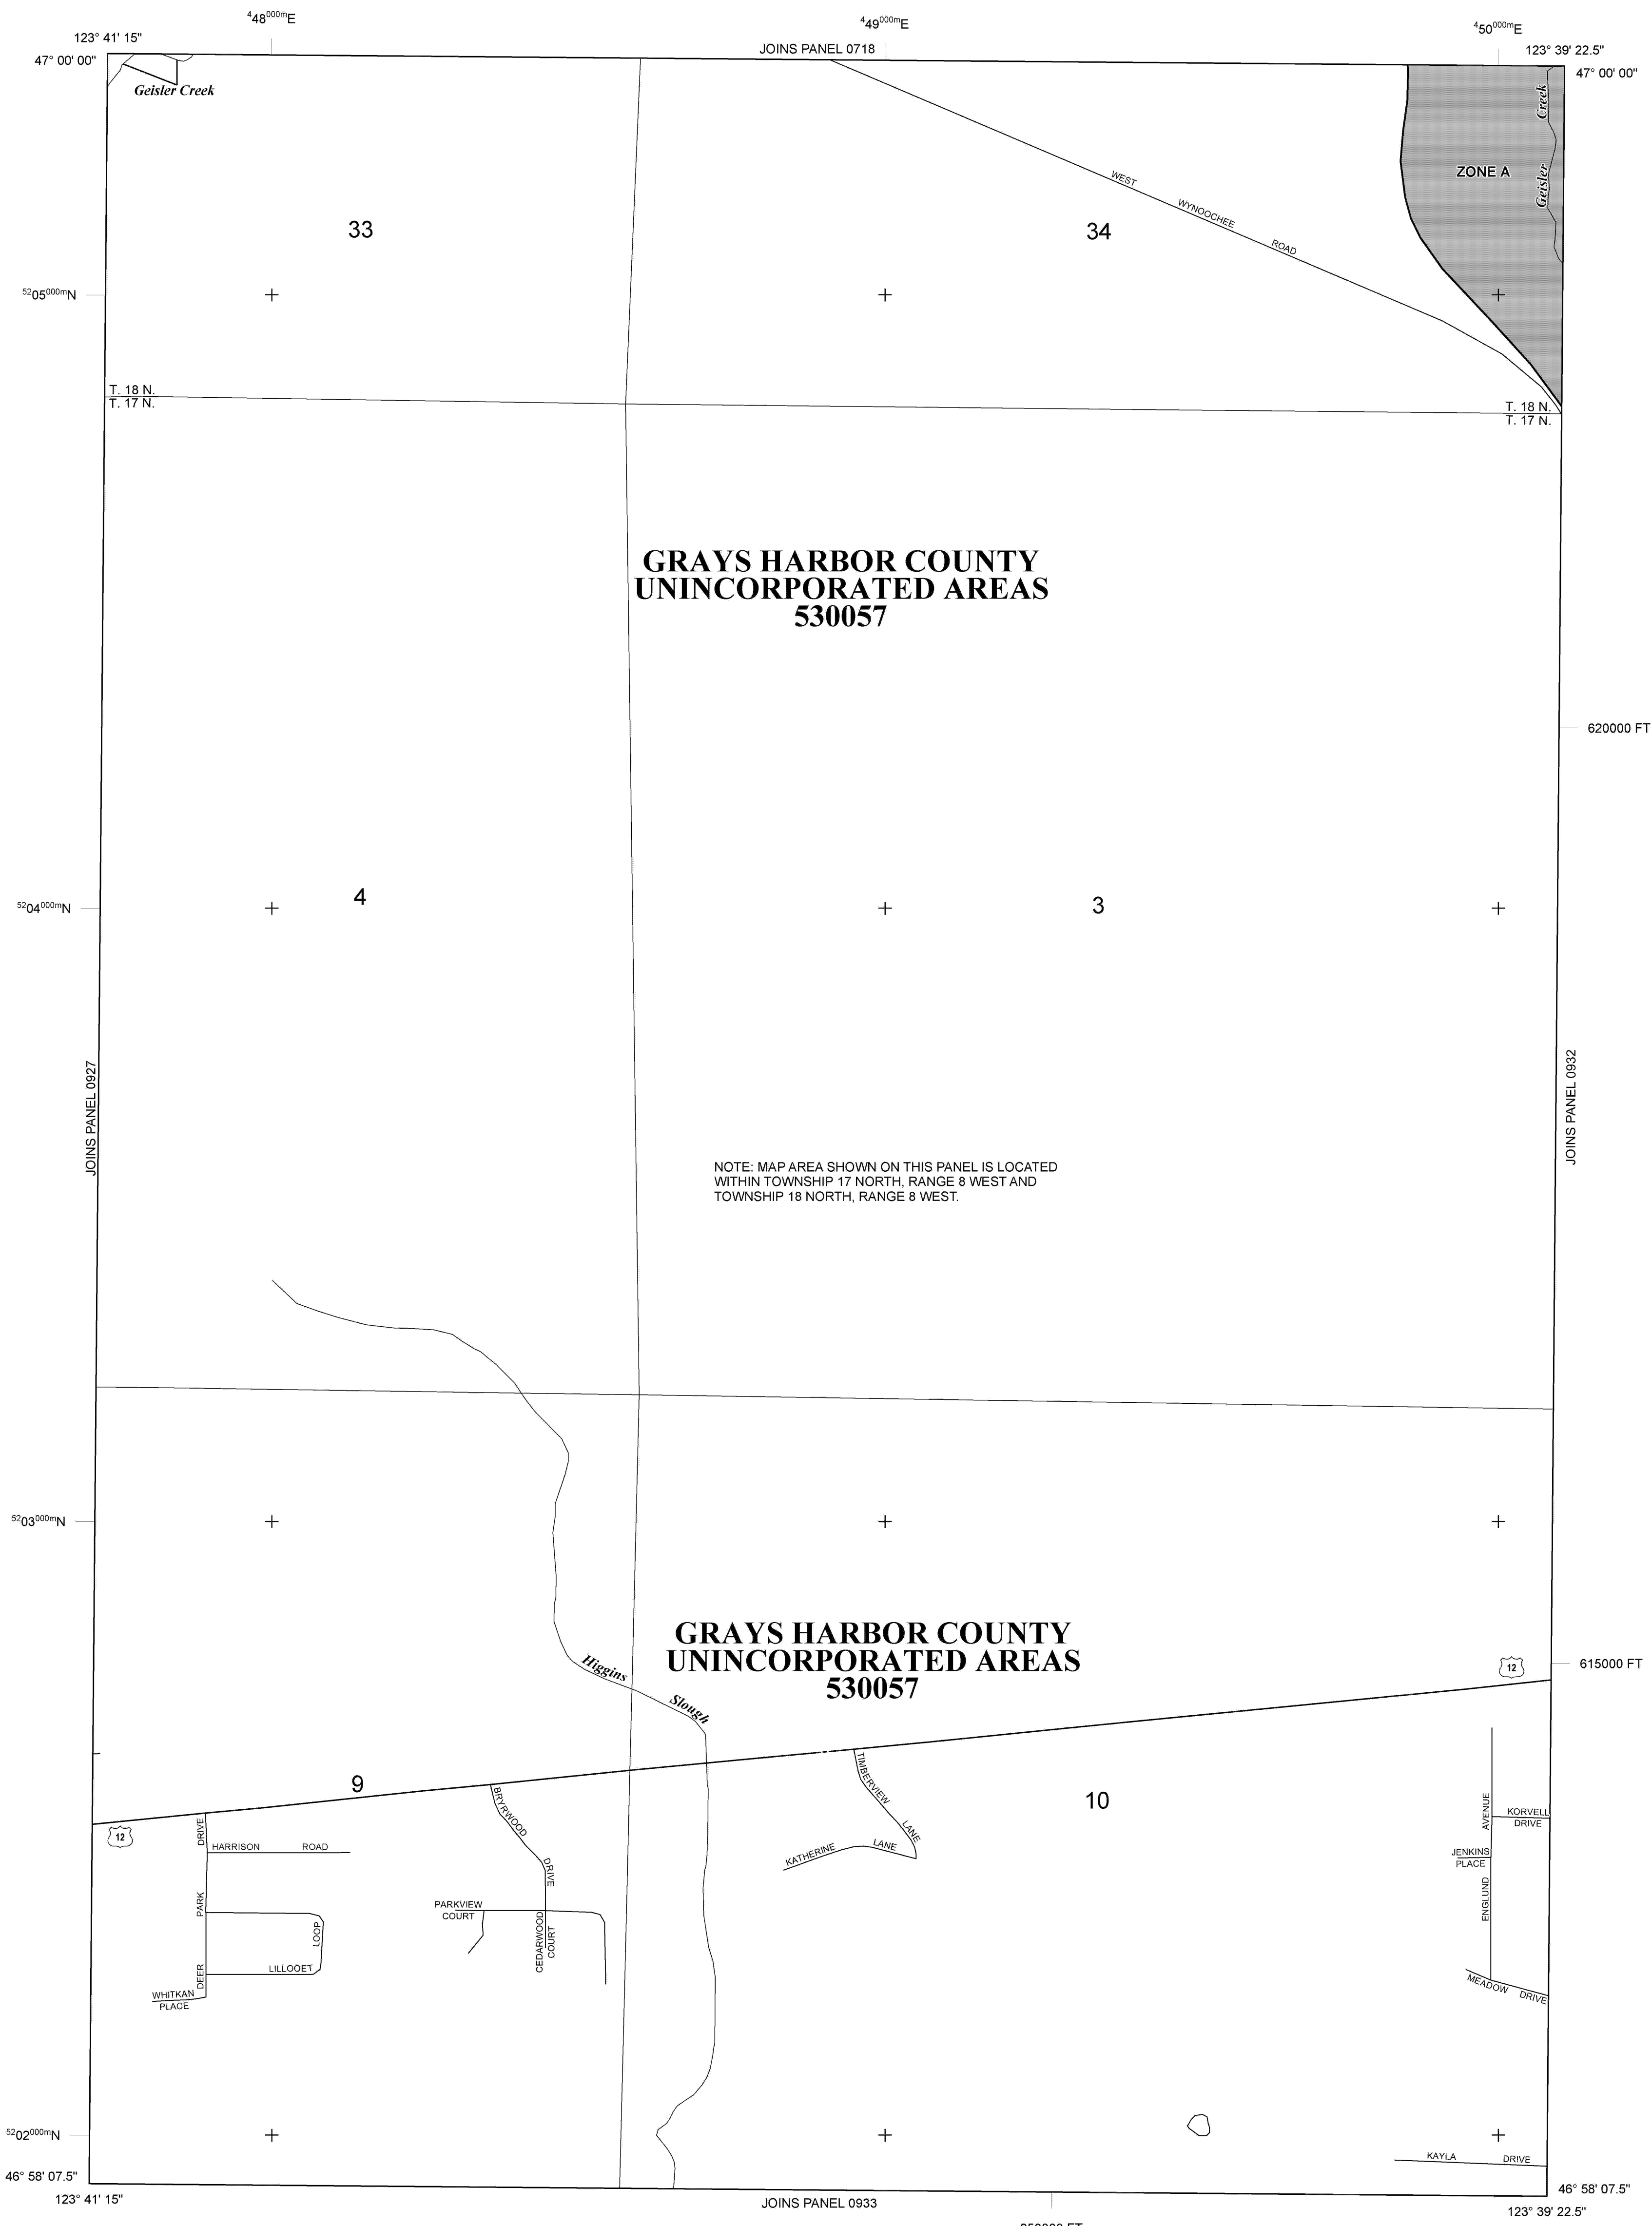 448000mE
449000mE
450000mE
123° 41' 15"
JOINS PANEL 0718
123° 39' 22.5"
47° 00' 00"
47° 00' 00"
Geisler Creek
Geisler Creek
ZONE A
WEST WYNOOCHEE ROAD
33
34
5205000mN
T. 18 N.
T. 17 N.
T. 18 N.
T. 17 N.
GRAYS HARBOR COUNTY
UNINCORPORATED AREAS
530057
620000 FT
4
3
5204000mN
JOINS PANEL 0927
JOINS PANEL 0932
NOTE: MAP AREA SHOWN ON THIS PANEL IS LOCATED
WITHIN TOWNSHIP 17 NORTH, RANGE 8 WEST AND
TOWNSHIP 18 NORTH, RANGE 8 WEST.
5203000mN
GRAYS HARBOR COUNTY
UNINCORPORATED AREAS
530057
Higgins Slough
12
615000 FT
9
10
12
DEER PARK DRIVE
HARRISON ROAD
LILLOOET LOOP
WHITKAN
PLACE
BRYRWOOD DRIVE
PARKVIEW
COURT
CEDARWOOD
COURT
TIMBERVIEW LANE
KATHERINE LANE
ENGLUND AVENUE
KORVELL
DRIVE
JENKINS
PLACE
MEADOW DRIVE
KAYLA DRIVE
5202000mN
46° 58' 07.5"
46° 58' 07.5"
123° 41' 15"
JOINS PANEL 0933
123° 39' 22.5"